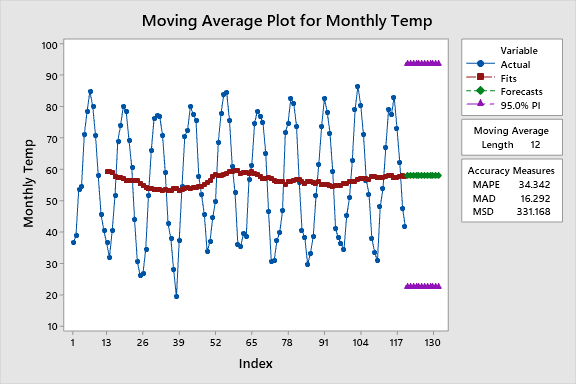 Moving Average Plot for Monthly Temp
100
90
80
70
60
50
40
30
20
10
Monthly Temp
1 13 26 39 52 65 78 91 104 117 130
Index
Variable
Actual
Fits
Forecasts
95.0% PI
Moving Average
Length 12
Accuracy Measures
MAPE 34.342
MAD 16.292
MSD 331.168